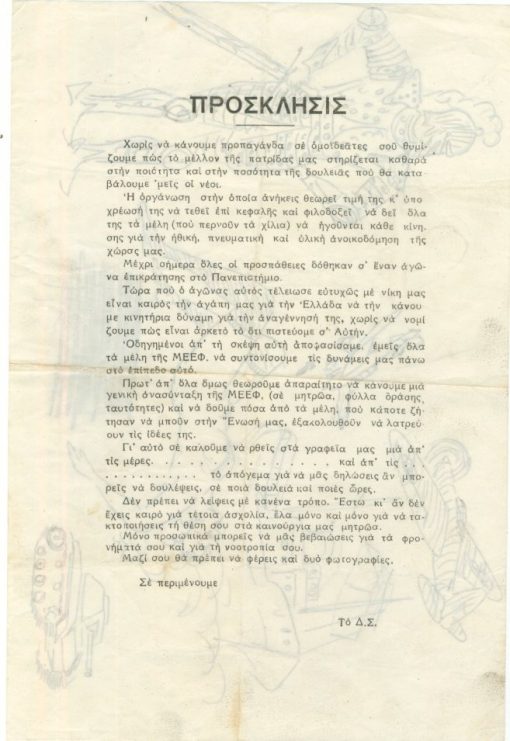 ΠΡΟΣΚΛΗΣΙΣ
Χωρίς νά κάνουμε προπαγάνδα σέ ὁμοϊδεάτες σοῦ θυμί-
ζουμε πώς τό μέλλον τῆς πατρίδας μας στηρίζεται καθαρά
στήν ποιότητα καί στήν ποσότητα τῆς δουλειᾶς πού θά κατα
βάλουμε 'μεῖς οἱ νέοι.
Ἡ ὀργάνωση στήν ὁποία ἀνήκεις θεωρεῖ τιμή της κ' ὑπο
χρέωσή της νά τεθεῖ ἐπί κεφαλῆς καί φιλοδοξεῖ νά δεῖ ὅλα
της τά μέλη (πού περνοῦν τά χίλια) νά ἡγοῦνται κάθε κίνη-
σης γιά τήν ἠθική, πνευματική καί ὑλική ἀνοικοδόμηση τῆς
χώρας μας.
Μέχρι σήμερα ὅλες οἱ προσπάθειες δόθηκαν σ' ἕναν ἀγῶ-
να ἐπικράτησης στό Πανεπιστήμιο.
Τώρα πού ὁ ἀγῶνας αὐτός τέλειωσε εὐτυχῶς μέ νίκη μας
εἶναι καιρός τήν ἀγάπη μας γιά τήν Ἑλλάδα νά τήν κάνου-
με κινητήρια δύναμη γιά τήν ἀναγέννησή της, χωρίς νά νομί
ζουμε πώς εἶναι ἀρκετό τό ὅτι πιστεύομε σ' Αὐτήν.
Ὁδηγημένοι ἀπ' τή σκέψη αὐτή ἀποφασίσαμε, ἐμεῖς ὅλα
τά μέλη τῆς ΜΕΕΦ, νά συντονίσουμε τίς δυνάμεις μας πάνω
στό ἐπίπεδο αὐτό.
Πρωτ' ἀπ' ὅλα ὅμως θεωροῦμε ἀπαραίτητο νά κάνουμε μιά
γενική ἀνασύνταξη τῆς ΜΕΕΦ, (σέ μητρῶα, φύλλα δράσης,
ταυτότητες) καί νά δοῦμε πόσα ἀπό τά μέλη, πού κάποτε ζή-
τησαν νά μποῦν στήν Ἕνωσή μας, ἐξακολουθοῦν νά λατρεύ-
ουν τίς ἰδέες της.
Γι' αὐτό σέ καλοῦμε νά ρθεῖς στά γραφεῖα μας μιά ἀπ'
τίς μέρες. . . . . . . . . . . . . . . . . . . . . καί ἀπ' τίς . . .
. . . . . . . . . . . . τό ἀπόγεμα γιά νά μᾶς δηλώσεις ἄν μπο-
ρεῖς νά δουλέψεις, σέ ποιά δουλειά καί ποιές ὧρες.
Δέν πρέπει νά λείψεις μέ κανένα τρόπο. Ἔστω κι' ἄν δέν
ἔχεις καιρό γιά τέτοια ἀσχολία, ἔλα μόνο καί μόνο γιά νά τα-
κτοποιήσεις τή θέση σου στά καινούργια μας μητρῶα.
Μόνο προσωπικά μπορεῖς νά μᾶς βεβαιώσεις γιά τά φρο-
νήματά σου καί γιά τή νοοτροπία σου.
Μαζί σου θά πρέπει νά φέρεις καί δυό φωτογραφίες.
Σέ περιμένουμε
Τό Δ.Σ.